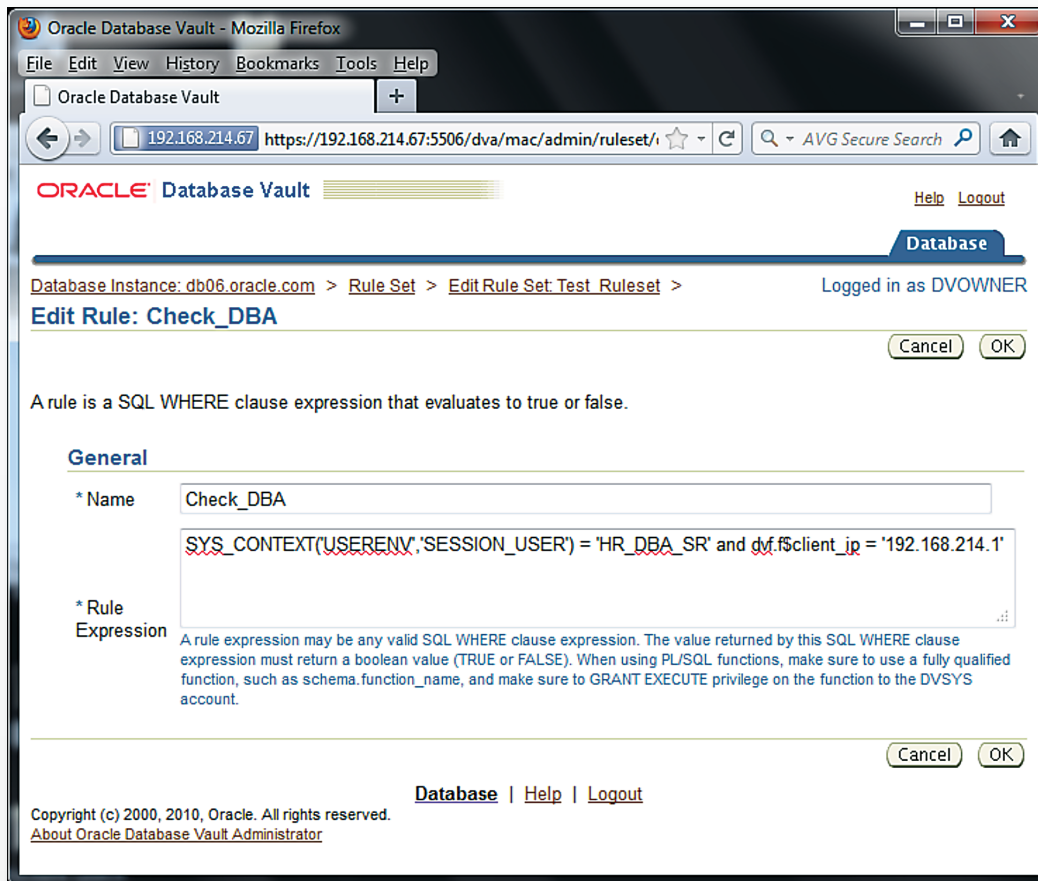 Oracle Database Vault - Mozilla Firefox
File Edit View History Bookmarks Tools Help
Oracle Database Vault
192.168.214.67 https://192.168.214.67:5506/dva/mac/admin/ruleset/ AVG Secure Search
ORACLE Database Vault
Help Logout
Database
Database Instance: db06.oracle.com > Rule Set > Edit Rule Set: Test_Ruleset > Logged in as DVOWNER
Edit Rule: Check_DBA
Cancel OK
A rule is a SQL WHERE clause expression that evaluates to true or false.
General
* Name Check_DBA
SYS_CONTEXT('USERENV','SESSION_USER') = 'HR_DBA_SR' and dvf.f$client_ip = '192.168.214.1'
* Rule
Expression
A rule expression may be any valid SQL WHERE clause expression. The value returned by this SQL WHERE clause
expression must return a boolean value (TRUE or FALSE). When using PL/SQL functions, make sure to use a fully qualified
function, such as schema.function_name, and make sure to GRANT EXECUTE privilege on the function to the DVSYS
account.
Cancel OK
Database | Help | Logout
Copyright (c) 2000, 2010, Oracle. All rights reserved.
About Oracle Database Vault Administrator